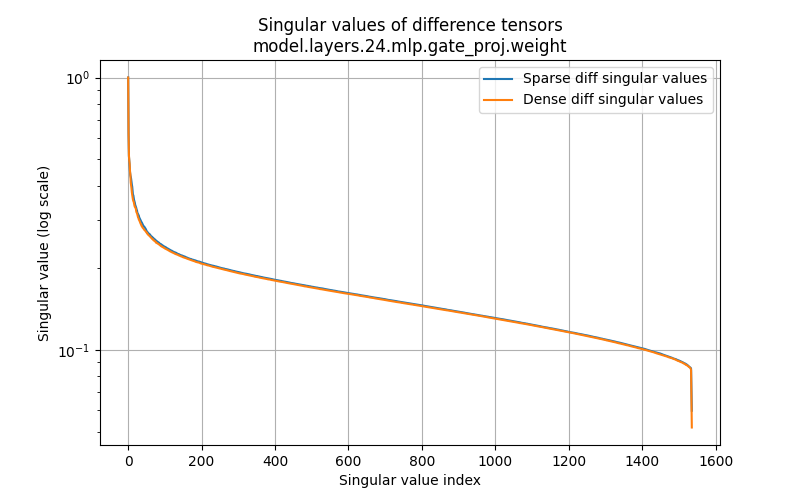 Singular values of difference tensors
model.layers.24.mlp.gate_proj.weight
Sparse diff singular values
Dense diff singular values
Singular value (log scale)
10⁰
10⁻¹
0 200 400 600 800 1000 1200 1400 1600
Singular value index